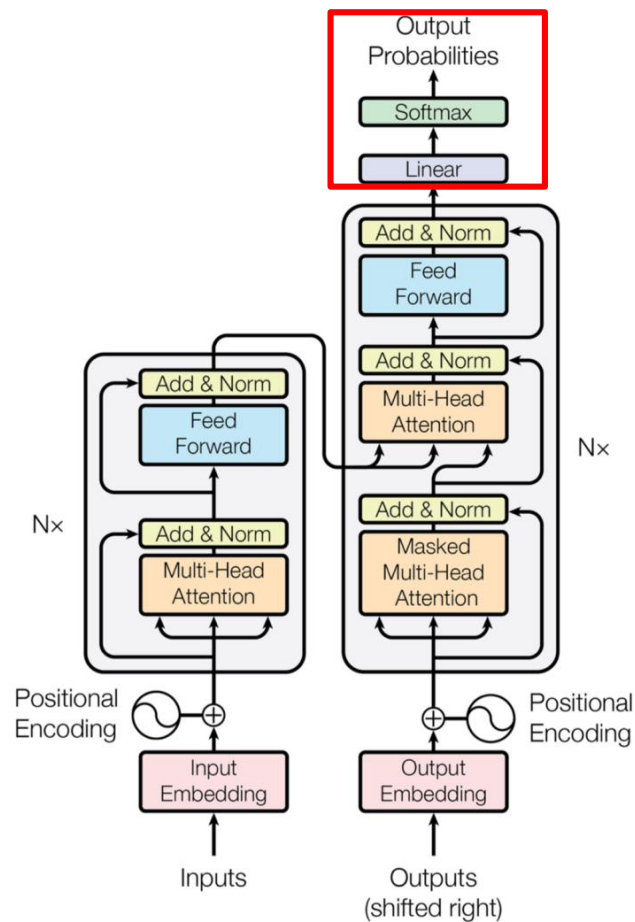 Output
Probabilities
Softmax
Linear
Add & Norm
Feed
Forward
Add & Norm
Multi-Head
Attention
Add & Norm
Masked
Multi-Head
Attention
Nx
Add & Norm
Feed
Forward
Add & Norm
Multi-Head
Attention
Nx
Positional
Encoding
Positional
Encoding
Input
Embedding
Output
Embedding
Inputs
Outputs
(shifted right)